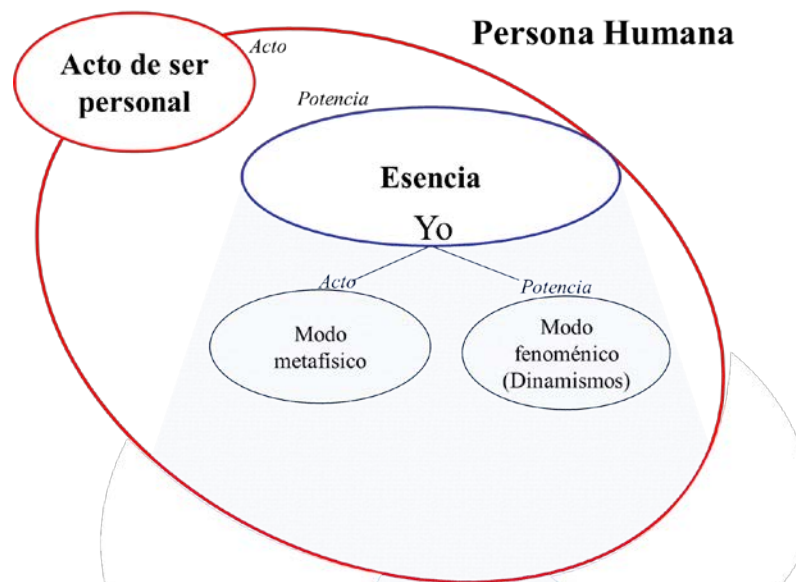 Persona Humana
Acto
Acto de ser
personal
Potencia
Esencia
Yo
Acto
Potencia
Modo
metafísico
Modo
fenoménico
(Dinamismos)